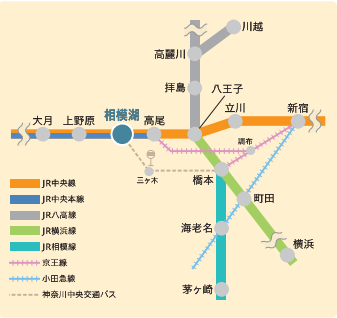 川越
高麗川
拝島
八王子
相模湖
立川
新宿
大月
上野原
高尾
調布
三ヶ木
橋本
町田
海老名
横浜
茅ヶ崎
JR中央線
JR中央本線
JR八高線
JR横浜線
JR相模線
京王線
小田急線
神奈川中央交通バス